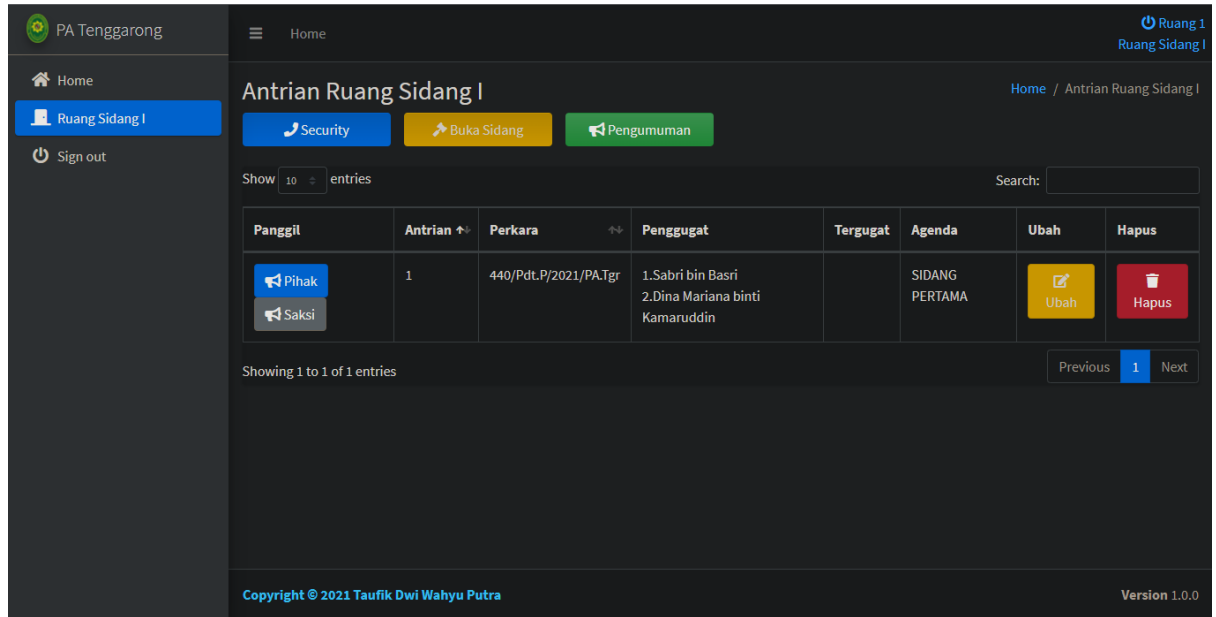 PA Tenggarong
Home
Ruang 1
Ruang Sidang I
Home
Ruang Sidang I
Sign out
Antrian Ruang Sidang I
Home / Antrian Ruang Sidang I
Security
Buka Sidang
Pengumuman
Show 10 entries
Search:
Panggil Antrian Perkara Penggugat Tergugat Agenda Ubah Hapus
Pihak
Saksi
1
440/Pdt.P/2021/PA.Tgr
1.Sabri bin Basri
2.Dina Mariana binti
Kamaruddin
SIDANG
PERTAMA
Ubah
Hapus
Showing 1 to 1 of 1 entries
Previous 1 Next
Copyright © 2021 Taufik Dwi Wahyu Putra
Version 1.0.0